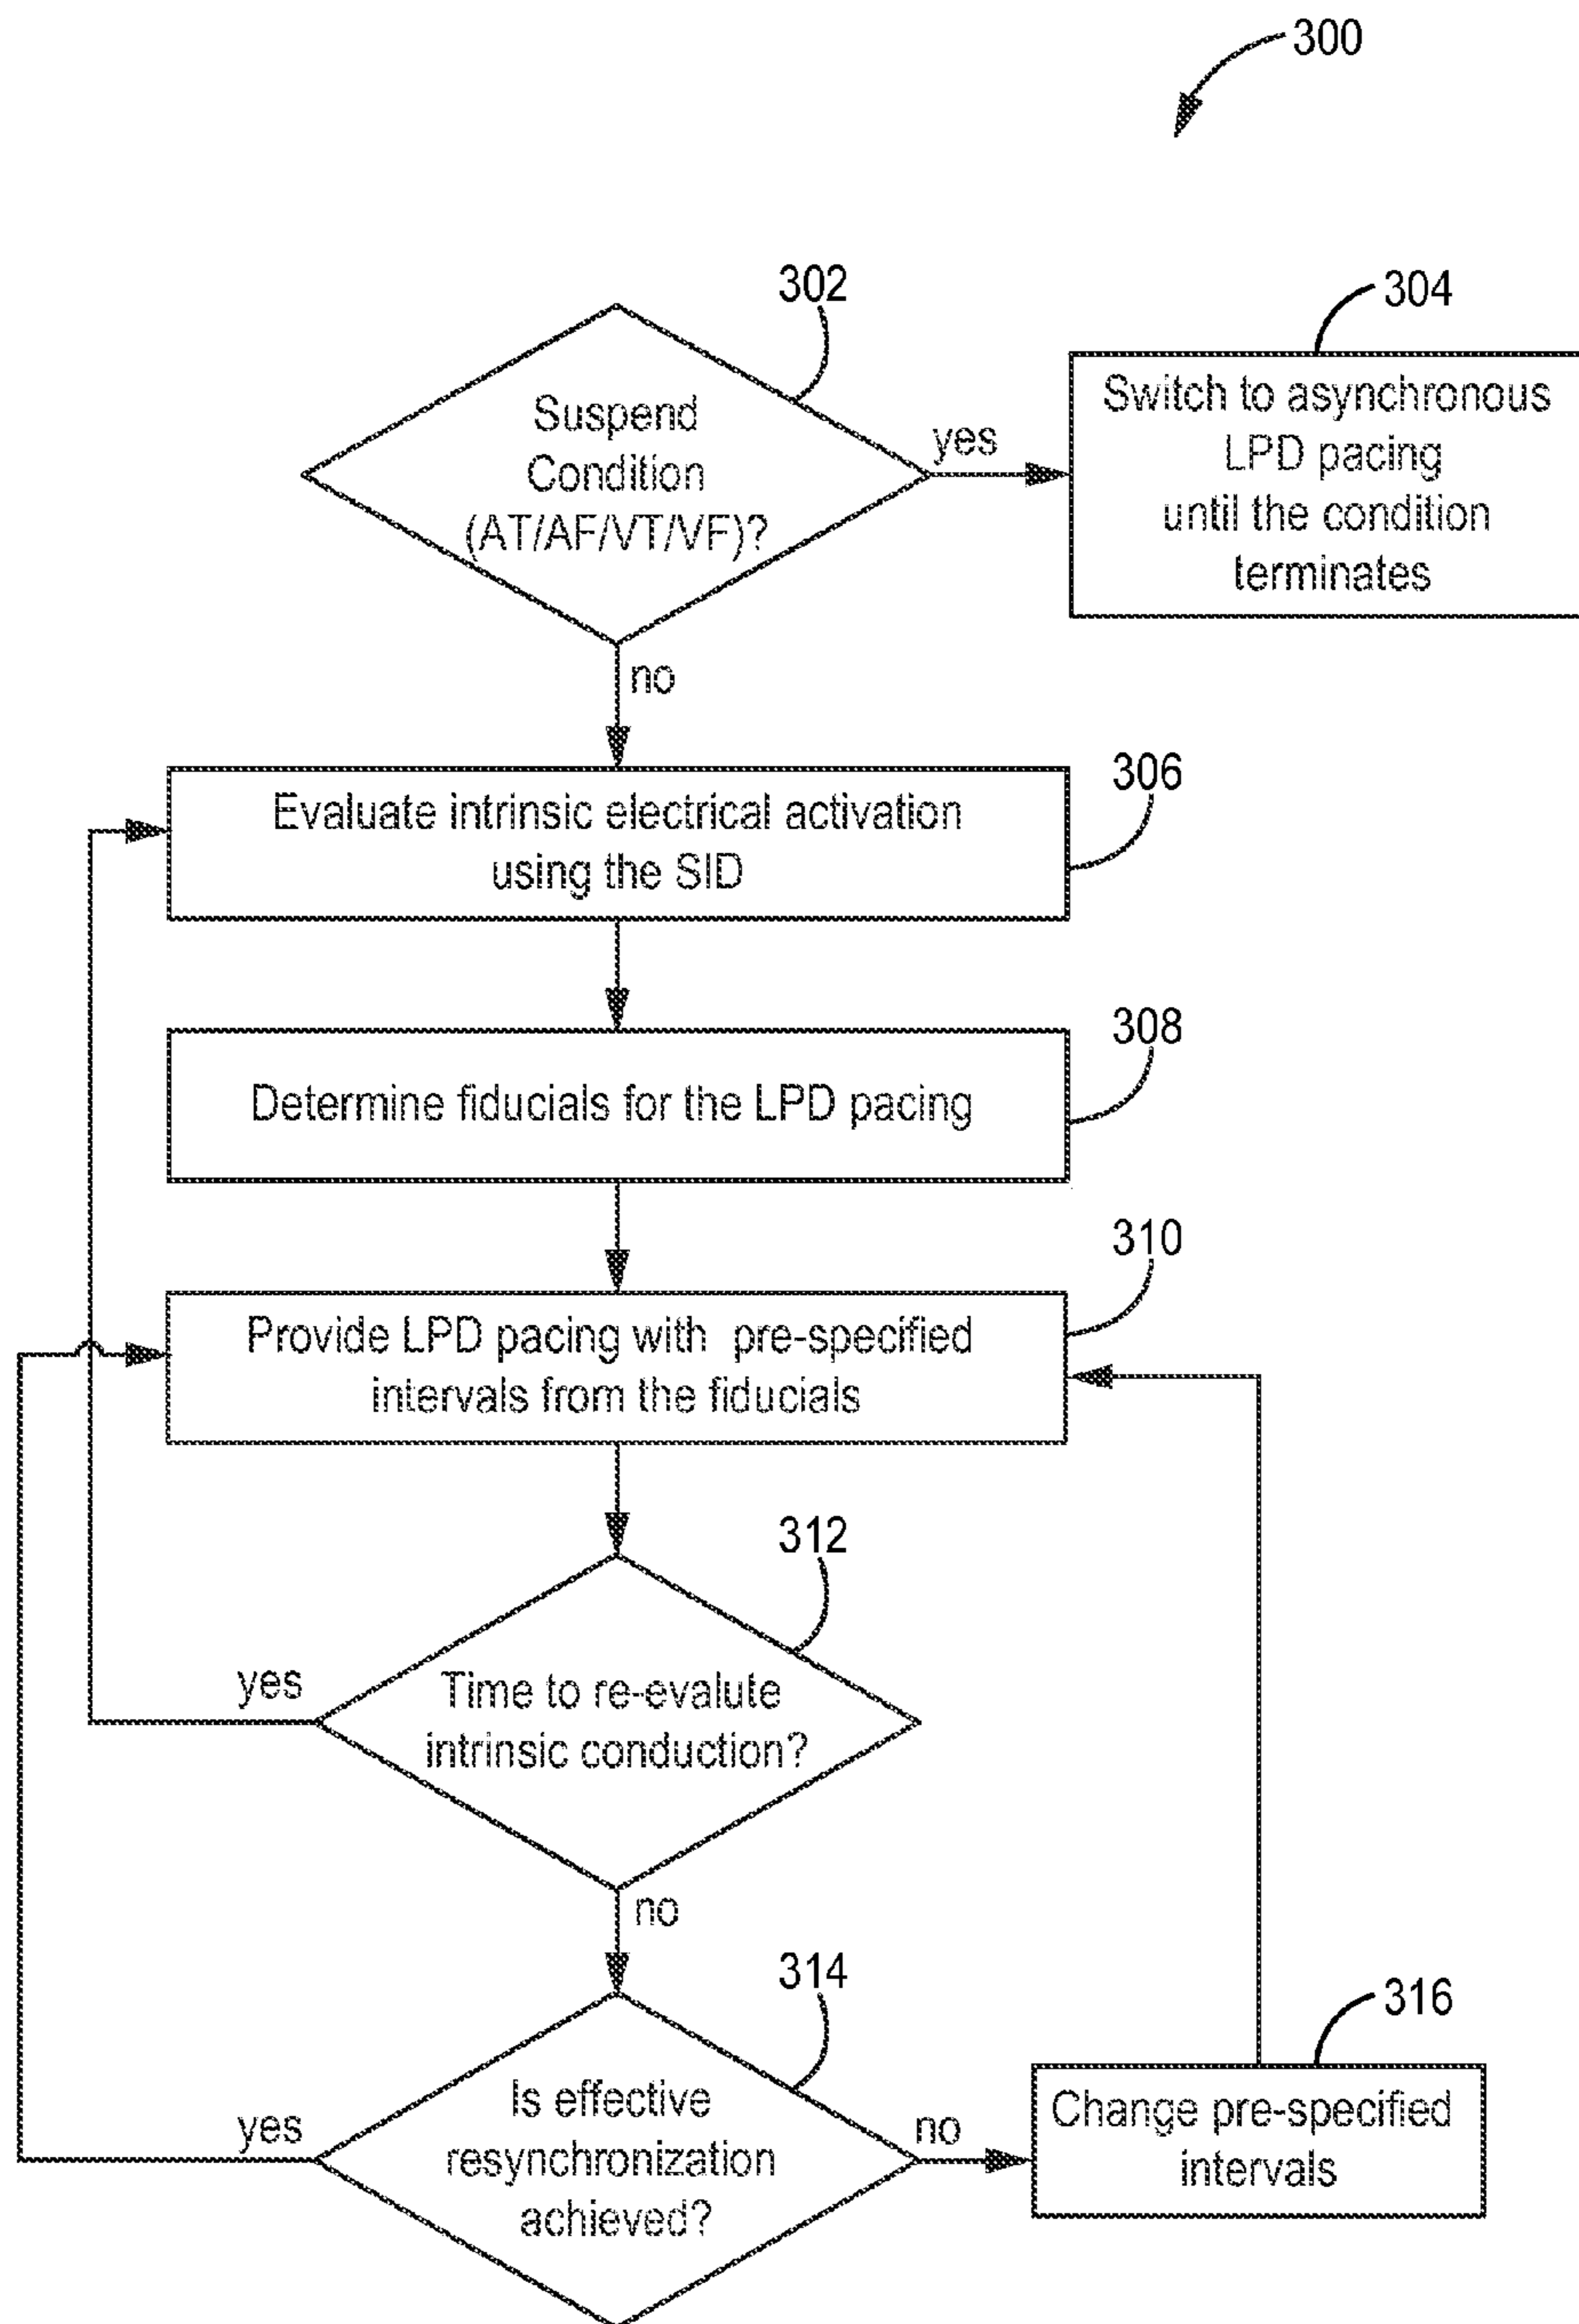 300
302
304
Suspend
Condition
(AT/AF/VT/VF)?
yes
Switch to asynchronous
LPD pacing
until the condition
terminates
no
306
Evaluate intrinsic electrical activation
using the SID
308
Determine fiducials for the LPD pacing
310
Provide LPD pacing with pre-specified
intervals from the fiducials
312
yes
Time to re-evalute
intrinsic conduction?
no
314
316
yes
Is effective
resynchronization
achieved?
no
Change pre-specified
intervals